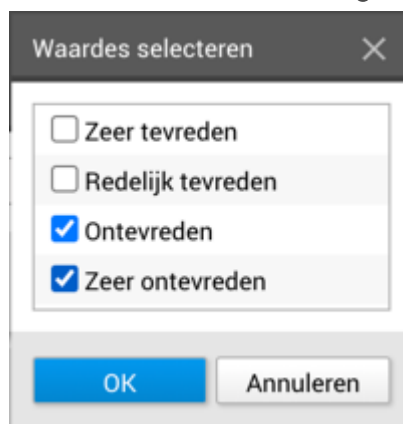 Waardes selecteren
Zeer tevreden
Redelijk tevreden
Ontevreden
Zeer ontevreden
OK Annuleren